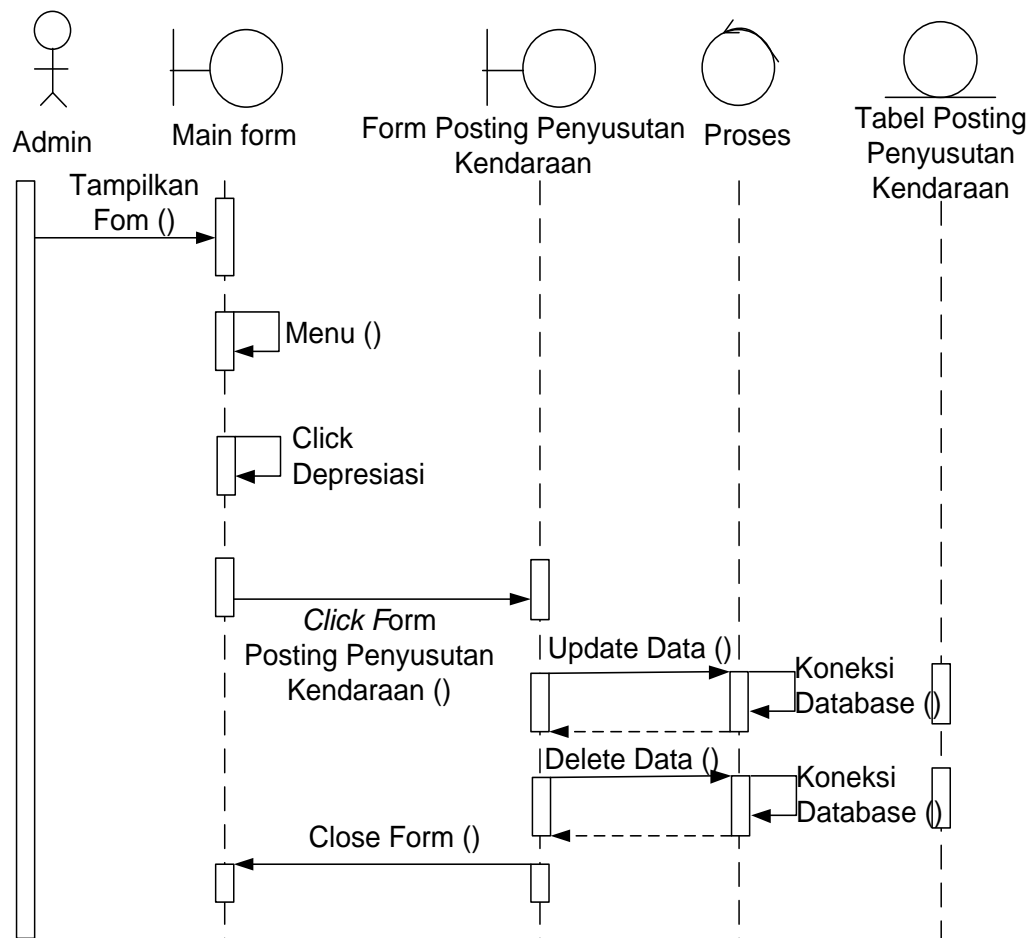 Admin
Main form
Form Posting Penyusutan
Kendaraan
Proses
Tabel Posting
Penyusutan
Kendaraan
Tampilkan
Fom ()
Menu ()
Click
Depresiasi
Click Form
Posting Penyusutan
Kendaraan ()
Update Data ()
Koneksi
Database ()
Delete Data ()
Koneksi
Database ()
Close Form ()